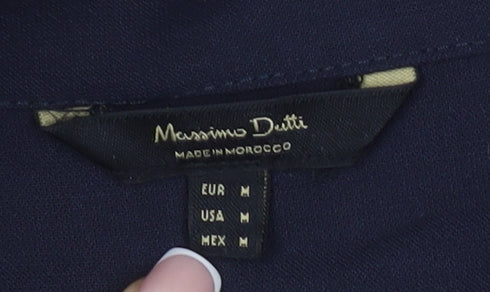 Massimo Dutti
MADE IN MOROCCO
EUR M
USA M
MEX M